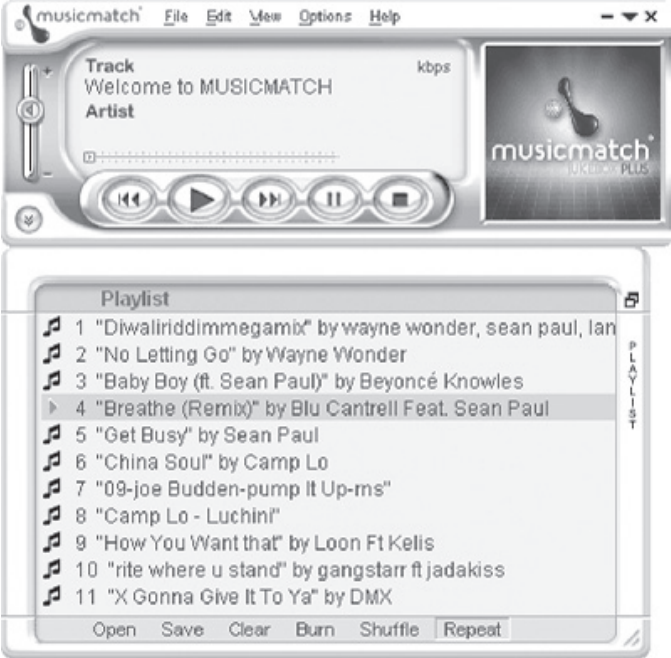 musicmatch® File Edit View Options Help
Track kbps
Welcome to MUSICMATCH
Artist
musicmatch®
JUKEBOX PLUS
Playlist
1 "Diwaliriddimmegamix" by wayne wonder, sean paul, Ian
2 "No Letting Go" by Wayne Wonder
3 "Baby Boy (ft. Sean Paul)" by Beyoncé Knowles
4 "Breathe (Remix)" by Blu Cantrell Feat. Sean Paul
5 "Get Busy" by Sean Paul
6 "China Soul" by Camp Lo
7 "09-joe Budden-pump It Up-rns"
8 "Camp Lo - Luchini"
9 "How You Want that" by Loon Ft Kelis
10 "rite where u stand" by gangstarr ft jadakiss
11 "X Gonna Give It To Ya" by DMX
PLAYLIST
Open Save Clear Burn Shuffle Repeat